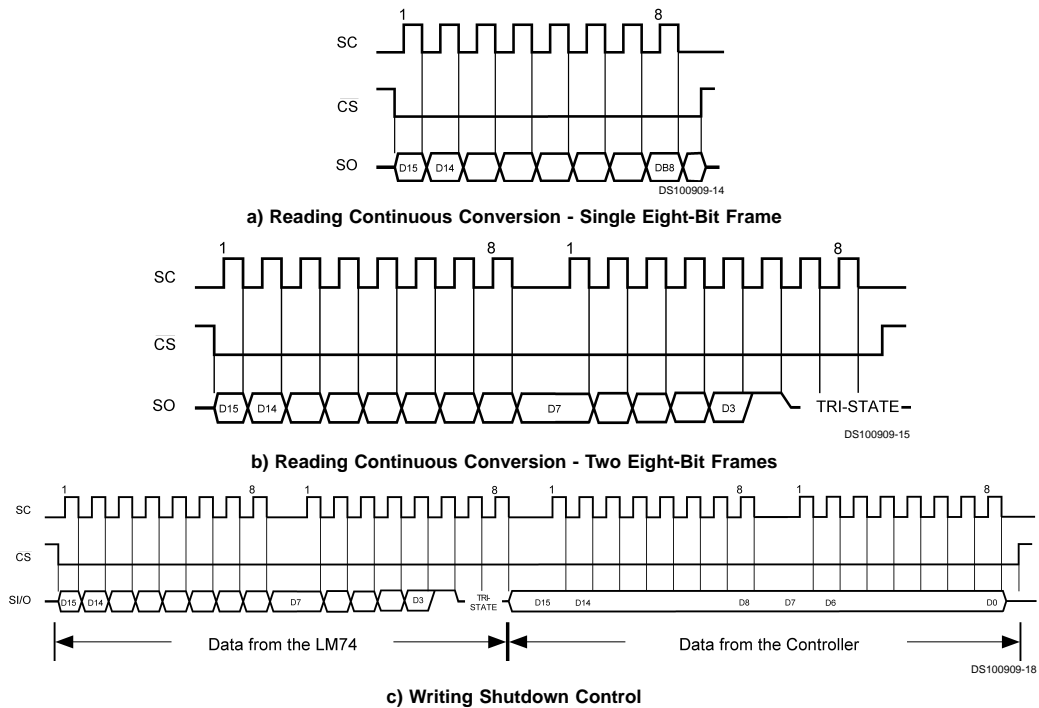 1 8
SC
CS
SO D15 D14 DB8
DS100909-14
a) Reading Continuous Conversion - Single Eight-Bit Frame
1 8 1 8
SC
CS
SO D15 D14 D7 D3 TRI-STATE
DS100909-15
b) Reading Continuous Conversion - Two Eight-Bit Frames
1 8 1 8 1 8 1 8
SC
CS
SI/O D15 D14 D7 D3 TRI-STATE D15 D14 D8 D7 D6 D0
Data from the LM74 Data from the Controller
DS100909-18
c) Writing Shutdown Control